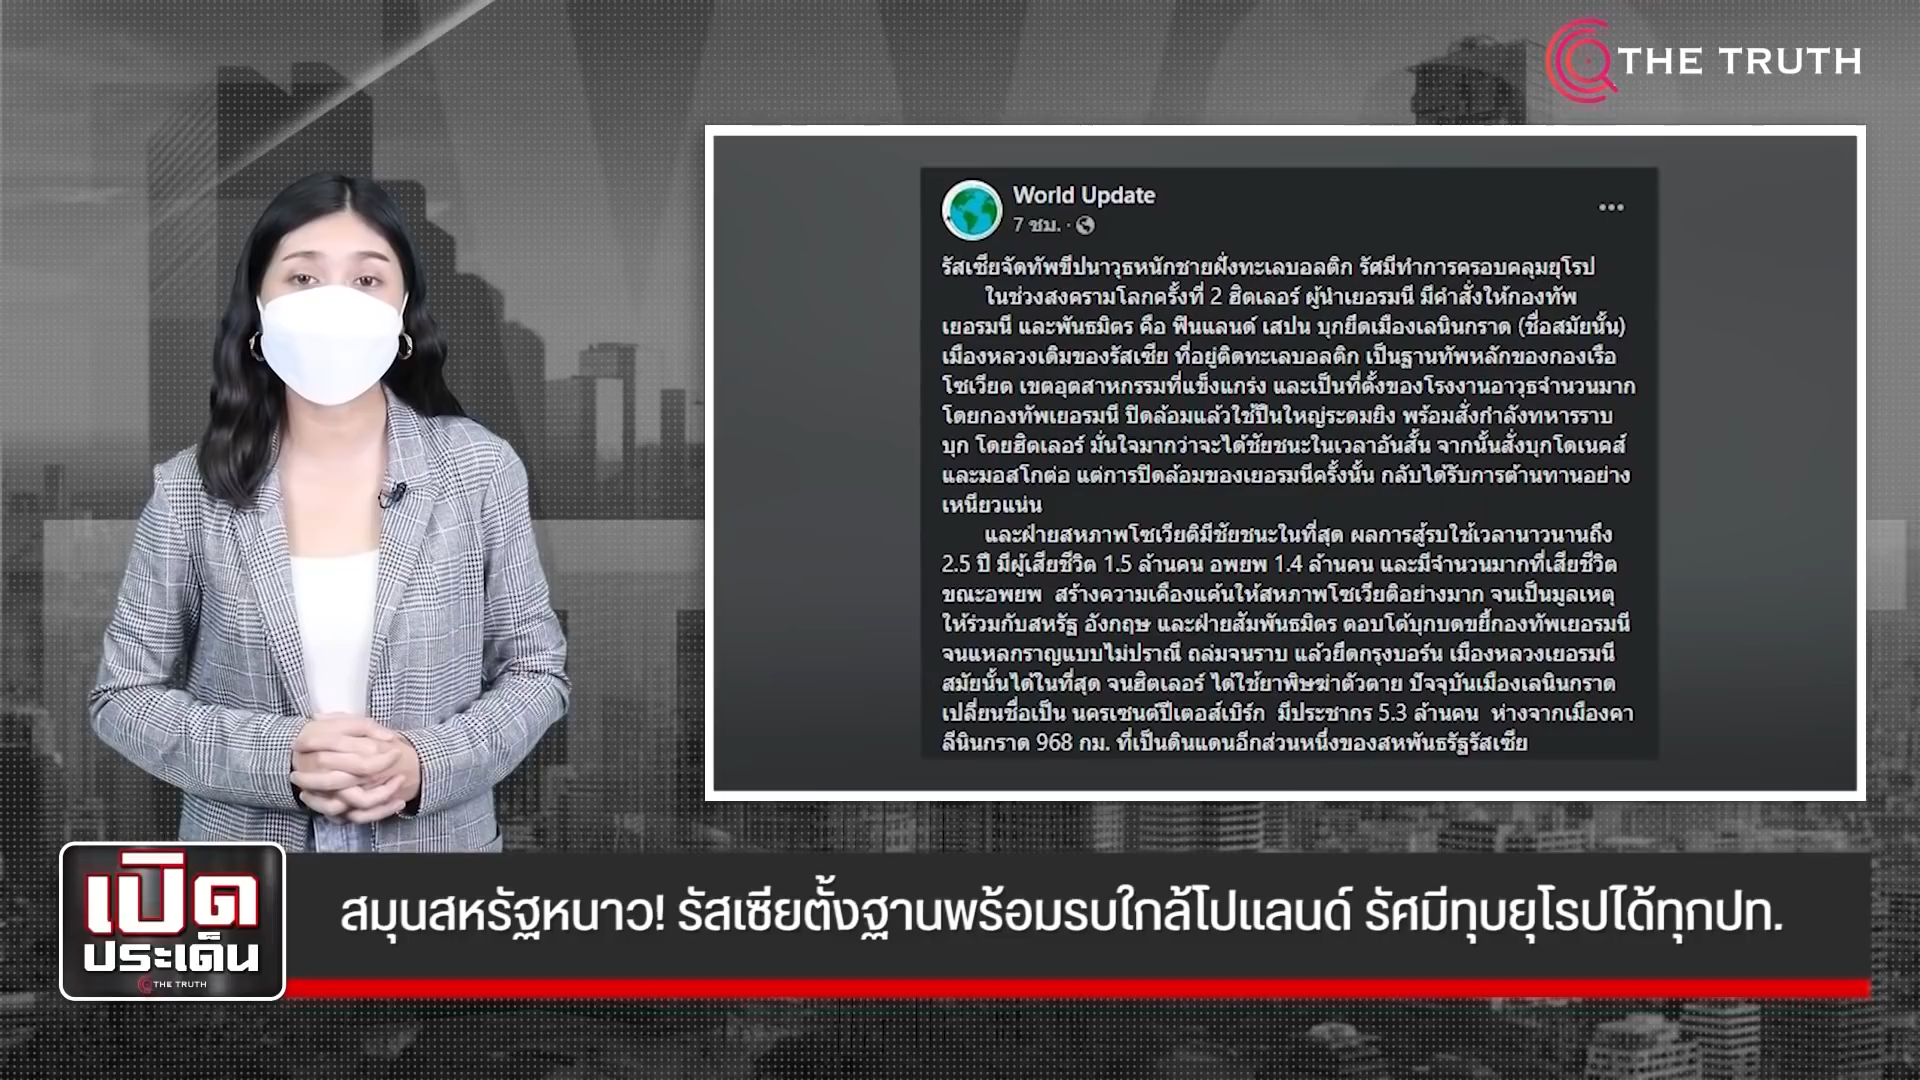 THE TRUTH
World Update
7 ชม. ·
รัสเซียจัดทัพขีปนาวุธหนักชายฝั่งทะเลบอลติก รัศมีทำการครอบคลุมยุโรป
ในช่วงสงครามโลกครั้งที่ 2 ฮิตเลอร์ ผู้นำเยอรมนี มีคำสั่งให้กองทัพ
เยอรมนี และพันธมิตร คือ ฟินแลนด์ เสปน บุกยึดเมืองเลนินกราด (ชื่อสมัยนั้น)
เมืองหลวงเดิมของรัสเซีย ที่อยู่ติดทะเลบอลติก เป็นฐานทัพหลักของกองเรือ
โซเวียต เขตอุตสาหกรรมที่แข็งแกร่ง และเป็นที่ตั้งของโรงงานอาวุธจำนวนมาก
โดยกองทัพเยอรมนี ปิดล้อมแล้วใช้ปืนใหญ่ระดมยิง พร้อมสั่งกำลังทหารราบ
บุก โดยฮิตเลอร์ มั่นใจมากว่าจะได้ชัยชนะในเวลาอันสั้น จากนั้นสั่งบุกโดเนคส์
และมอสโกต่อ แต่การปิดล้อมของเยอรมนีครั้งนั้น กลับได้รับการต้านทานอย่าง
เหนียวแน่น
และฝ่ายสหภาพโซเวียติมีชัยชนะในที่สุด ผลการสู้รบใช้เวลานาวนานถึง
2.5 ปี มีผู้เสียชีวิต 1.5 ล้านคน อพยพ 1.4 ล้านคน และมีจำนวนมากที่เสียชีวิต
ขณะอพยพ สร้างความเคืองแค้นให้สหภาพโซเวียติอย่างมาก จนเป็นมูลเหตุ
ให้ร่วมกับสหรัฐ อังกฤษ และฝ่ายสัมพันธมิตร ตอบโต้บุกบดขยี้กองทัพเยอรมนี
จนแหลกราญแบบไม่ปราณี ถล่มจนราบ แล้วยึดกรุงบอร์น เมืองหลวงเยอรมนี
สมัยนั้นได้ในที่สุด จนฮิตเลอร์ ได้ใช้ยาพิษฆ่าตัวตาย ปัจจุบันเมืองเลนินกราด
เปลี่ยนชื่อเป็น นครเซนต์ปีเตอส์เบิร์ก มีประชากร 5.3 ล้านคน ห่างจากเมืองคา
ลีนินกราด 968 กม. ที่เป็นดินแดนอีกส่วนหนึ่งของสหพันธรัฐรัสเซีย
เปิด
ประเด็น
THE TRUTH
สมุนสหรัฐหนาว! รัสเซียตั้งฐานพร้อมรบใกล้โปแลนด์ รัศมีทุบยุโรปได้ทุกปท.